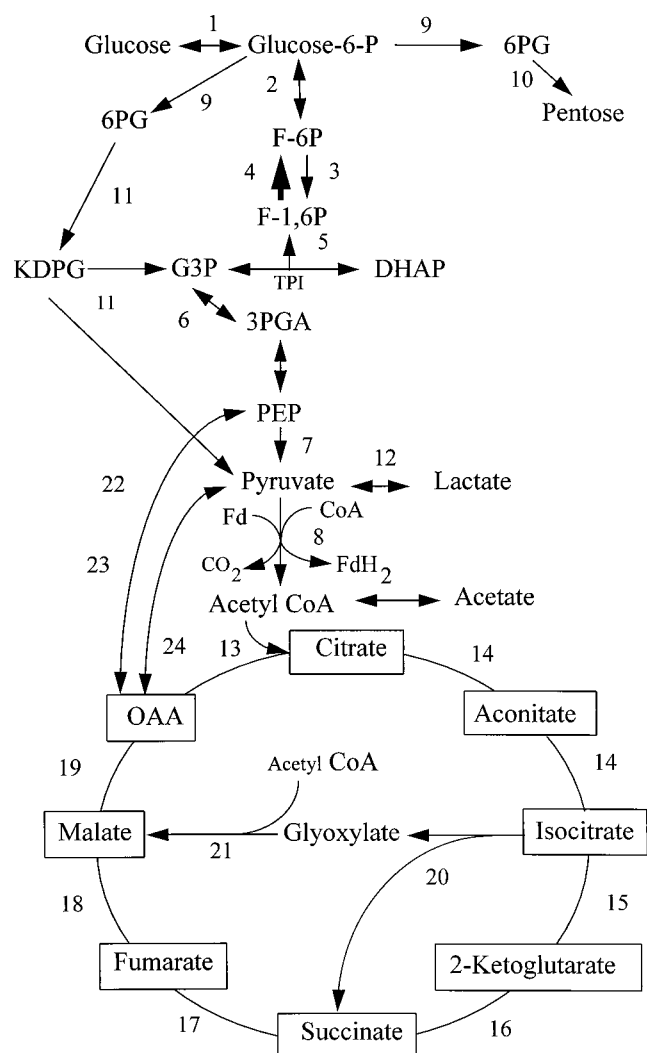 1
9
Glucose
Glucose-6-P
6PG
9
2
10
Pentose
6PG
F-6P
4
3
11
F-1,6P
5
KDPG
G3P
DHAP
TPI
11
6
3PGA
PEP
7
12
22
Pyruvate
Lactate
Fd
CoA
8
23
CO2
FdH2
Acetyl CoA
Acetate
24
13
Citrate
14
OAA
Aconitate
19
14
Acetyl CoA
Malate
Glyoxylate
Isocitrate
21
20
18
15
Fumarate
2-Ketoglutarate
17
Succinate
16